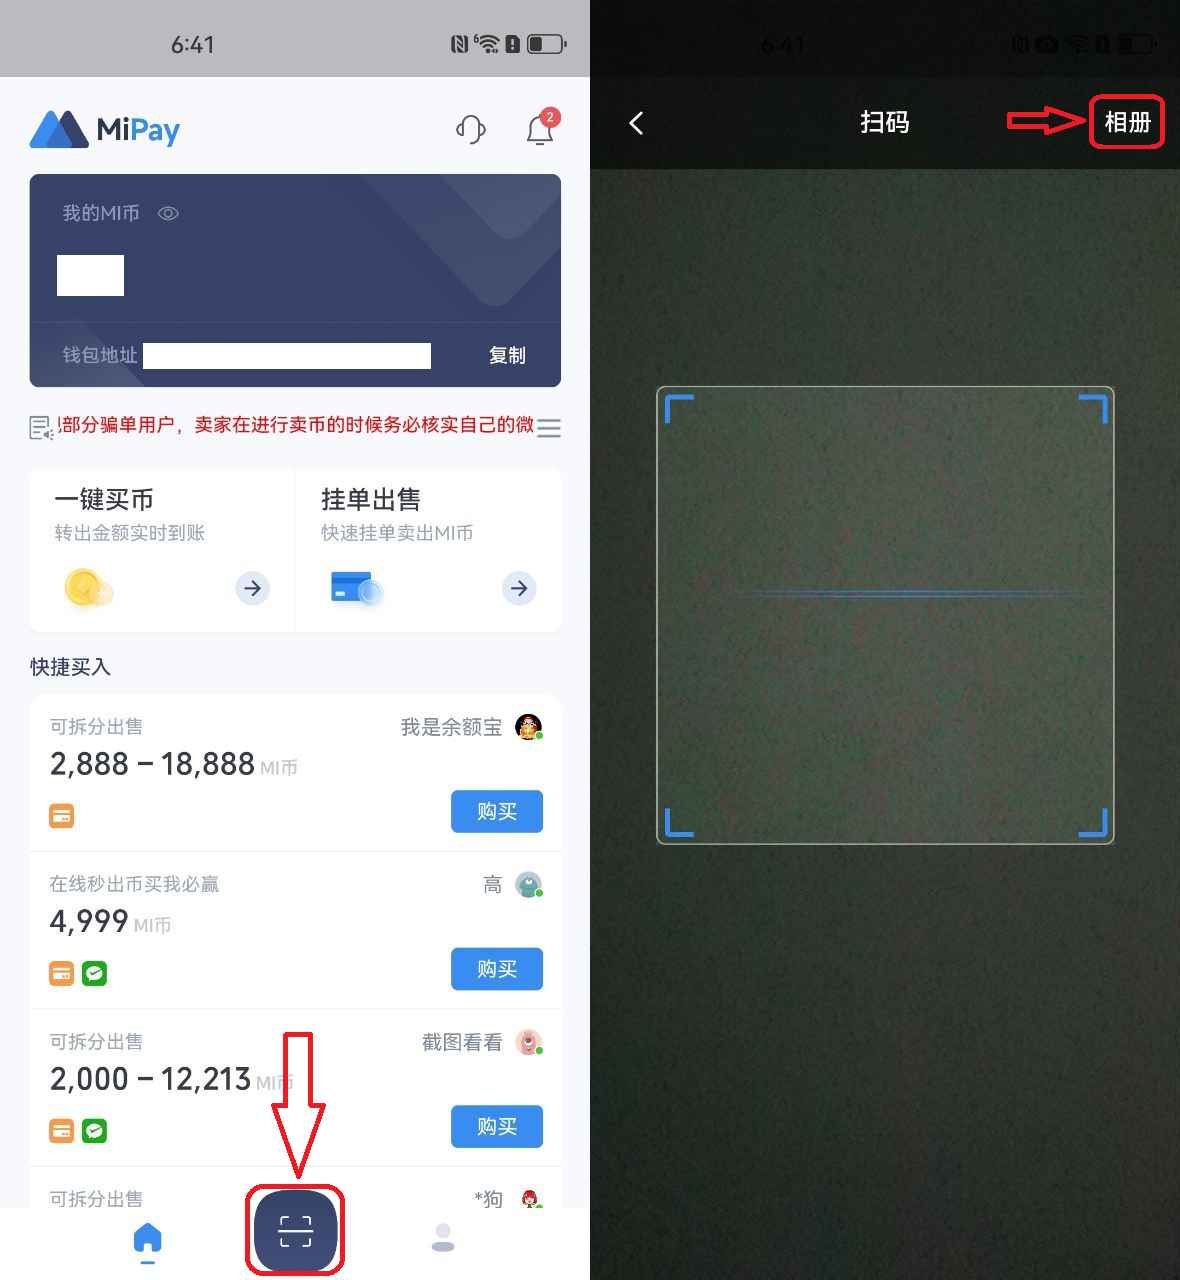 6:41
MiPay
2
我的MI币
钱包地址
复制
部分骗单用户，卖家在进行卖币的时候务必核实自己的微
一键买币
转出金额实时到账
挂单出售
快速挂单卖出MI币
快捷买入
可拆分出售
我是余额宝
2,888 – 18,888 MI币
购买
在线秒出币买我必赢
高
4,999 MI币
购买
可拆分出售
截图看看
2,000 – 12,213 MI币
购买
可拆分出售
*狗
6:41
扫码
相册